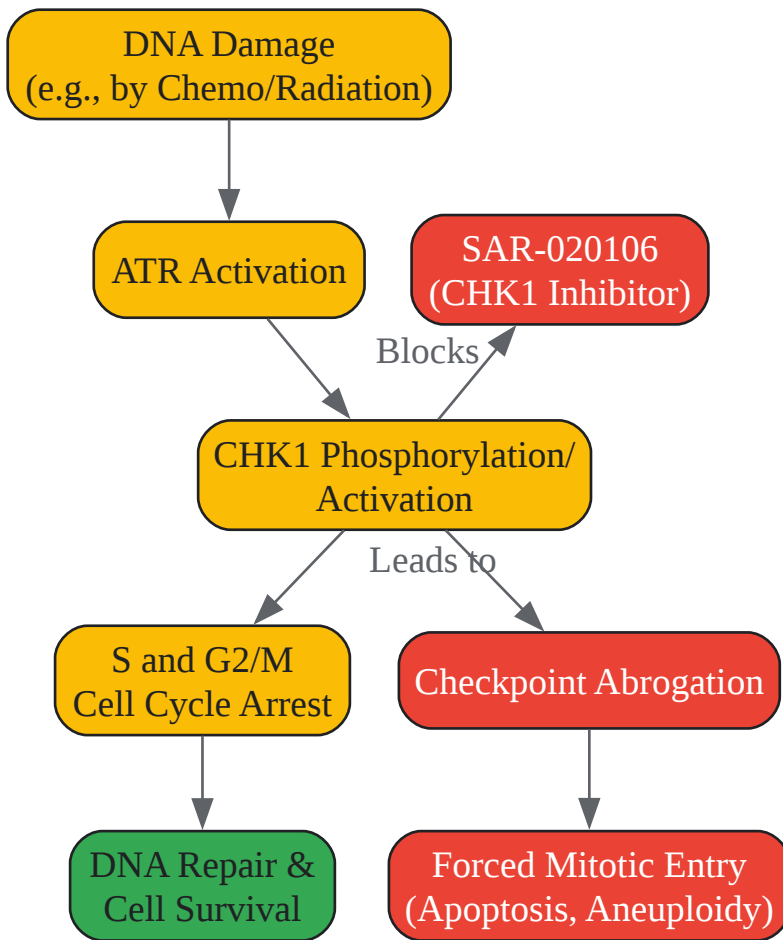 DNA Damage
(e.g., by Chemo/Radiation)
ATR Activation
SAR-020106
(CHK1 Inhibitor)
Blocks
CHK1 Phosphorylation/
Activation
Leads to
S and G2/M
Cell Cycle Arrest
Checkpoint Abrogation
DNA Repair &
Cell Survival
Forced Mitotic Entry
(Apoptosis, Aneuploidy)